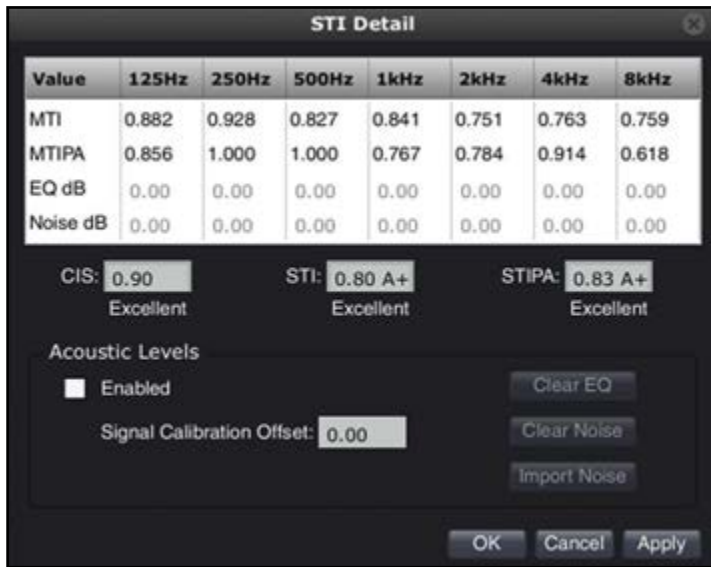 STI Detail
Value 125Hz 250Hz 500Hz 1kHz 2kHz 4kHz 8kHz
MTI 0.882 0.928 0.827 0.841 0.751 0.763 0.759
MTIPA 0.856 1.000 1.000 0.767 0.784 0.914 0.618
EQ dB 0.00 0.00 0.00 0.00 0.00 0.00 0.00
Noise dB 0.00 0.00 0.00 0.00 0.00 0.00 0.00
CIS: 0.90 STI: 0.80 A+ STIPA: 0.83 A+
Excellent Excellent Excellent
Acoustic Levels
Enabled Clear EQ
Signal Calibration Offset: 0.00 Clear Noise
Import Noise
OK Cancel Apply